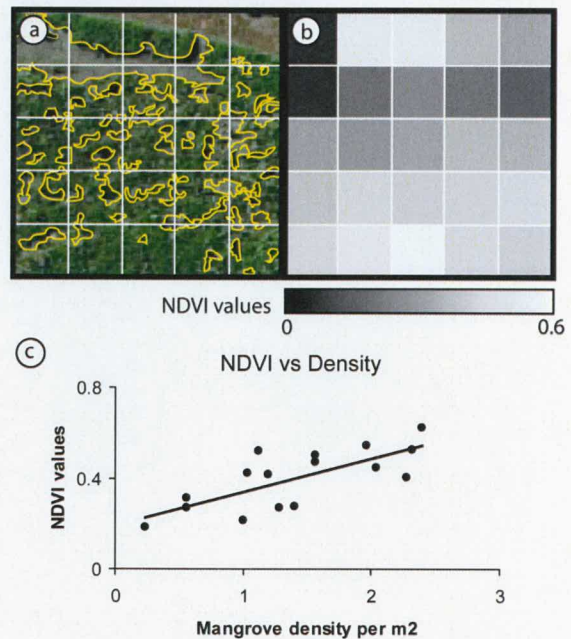 a
b
NDVI values
0
0.6
c
NDVI vs Density
0.8
0.4
0
NDVI values
0
1
2
3
Mangrove density per m2